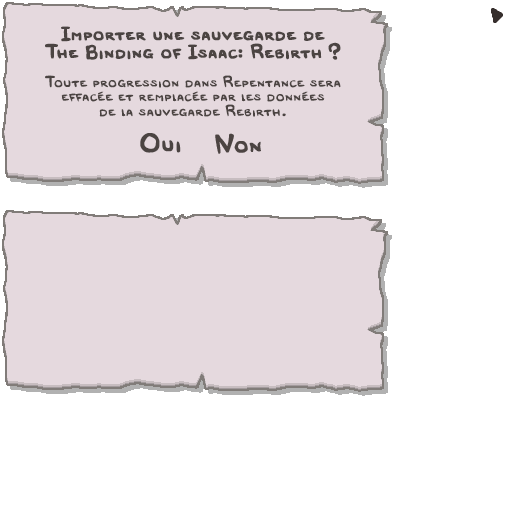 Importer une sauvegarde de
The Binding of Isaac: Rebirth ?
Toute progression dans Repentance sera
effacée et remplacée par les données
de la sauvegarde Rebirth.
Oui Non